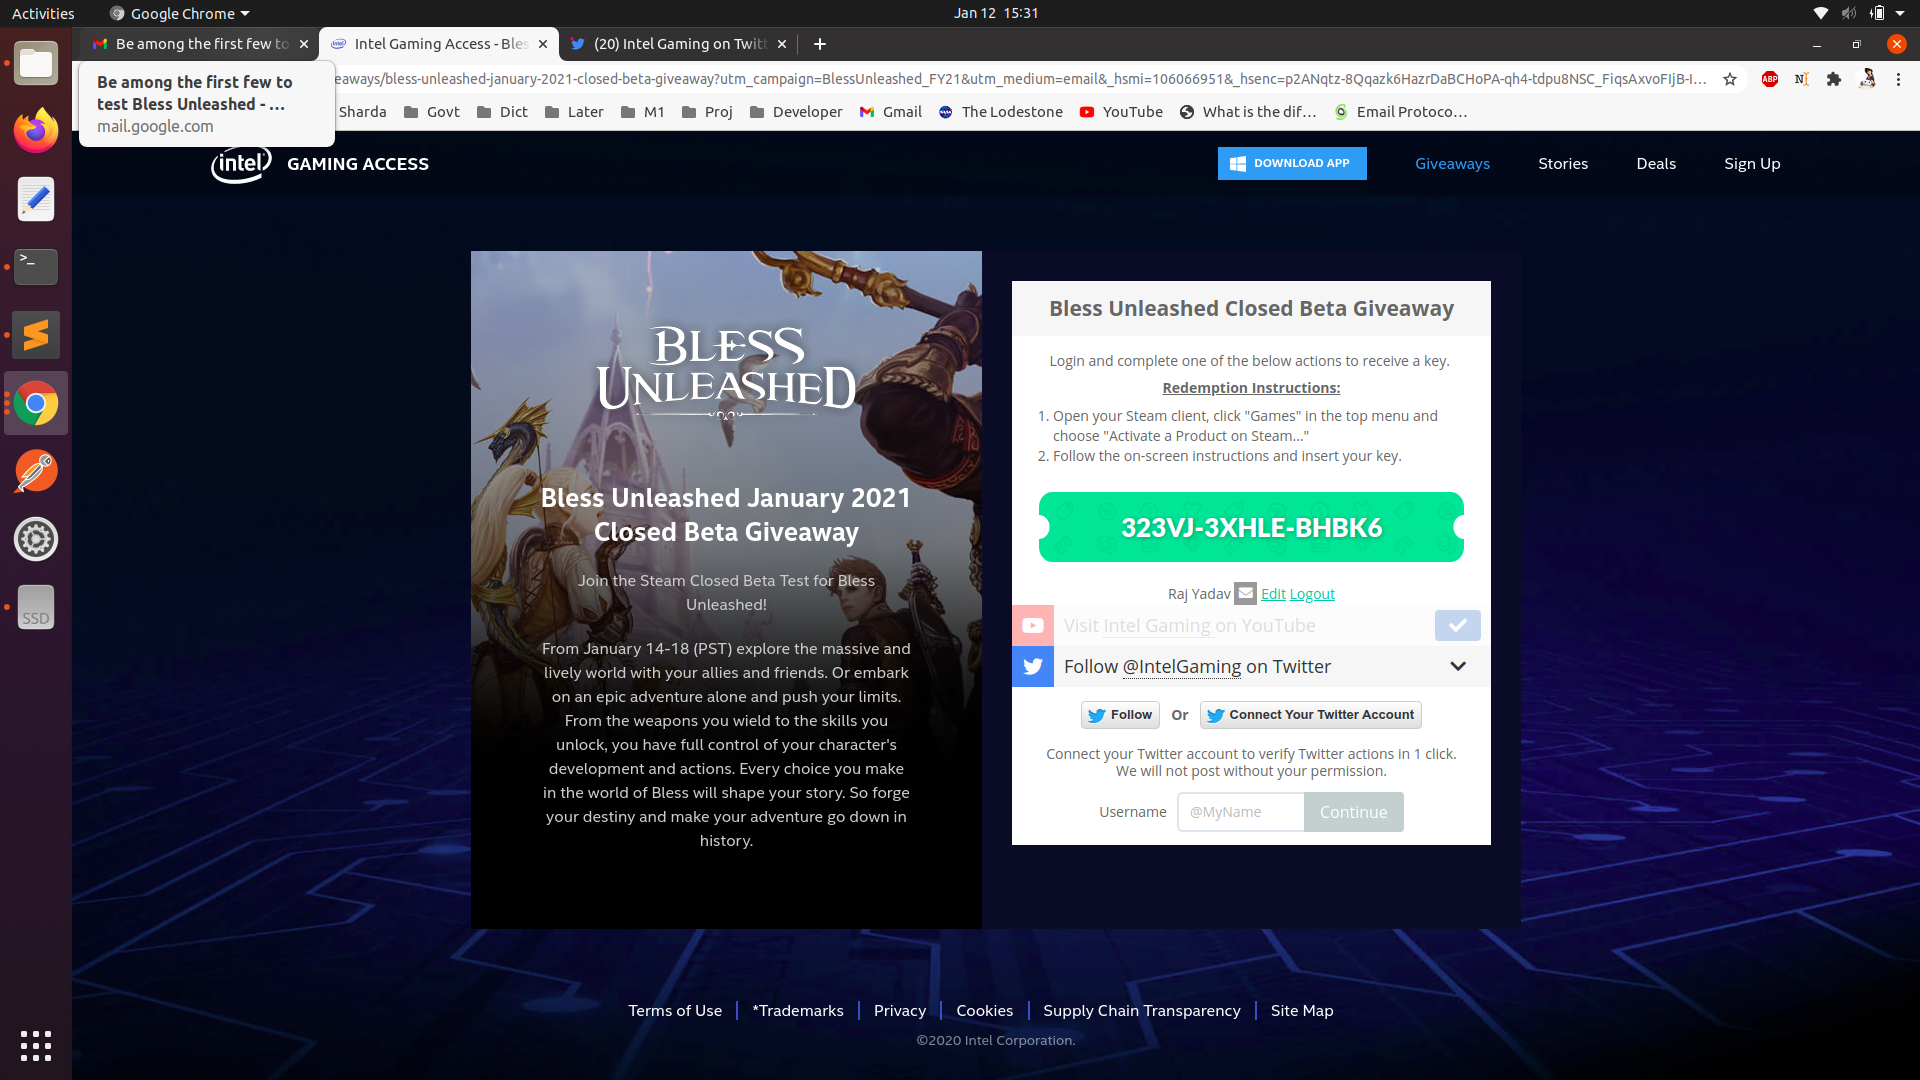 Activities
Google Chrome
Jan 12 15:31
Be among the first few to
Intel Gaming Access - Bles
(20) Intel Gaming on Twitt
Be among the first few to
test Bless Unleashed - ...
mail.google.com
eaways/bless-unleashed-january-2021-closed-beta-giveaway?utm_campaign=BlessUnleashed_FY21&utm_medium=email&_hsmi=106066951&_hsenc=p2ANqtz-8Qqazk6HazrDaBCHoPA-qh4-tdpu8NSC_FiqsAxvoFIjB-I...
ABP
Sharda
Govt
Dict
Later
M1
Proj
Developer
Gmail
The Lodestone
YouTube
What is the dif...
Email Protoco...
intel GAMING ACCESS
DOWNLOAD APP
Giveaways
Stories
Deals
Sign Up
BLESS
UNLEASHED
Bless Unleashed January 2021
Closed Beta Giveaway
Join the Steam Closed Beta Test for Bless
Unleashed!
From January 14-18 (PST) explore the massive and
lively world with your allies and friends. Or embark
on an epic adventure alone and push your limits.
From the weapons you wield to the skills you
unlock, you have full control of your character's
development and actions. Every choice you make
in the world of Bless will shape your story. So forge
your destiny and make your adventure go down in
history.
Bless Unleashed Closed Beta Giveaway
Login and complete one of the below actions to receive a key.
Redemption Instructions:
1. Open your Steam client, click "Games" in the top menu and
choose "Activate a Product on Steam..."
2. Follow the on-screen instructions and insert your key.
323VJ-3XHLE-BHBK6
Raj Yadav Edit Logout
Visit Intel Gaming on YouTube
Follow @IntelGaming on Twitter
Follow Or Connect Your Twitter Account
Connect your Twitter account to verify Twitter actions in 1 click.
We will not post without your permission.
Username @MyName Continue
SSD
Terms of Use
*Trademarks
Privacy
Cookies
Supply Chain Transparency
Site Map
©2020 Intel Corporation.